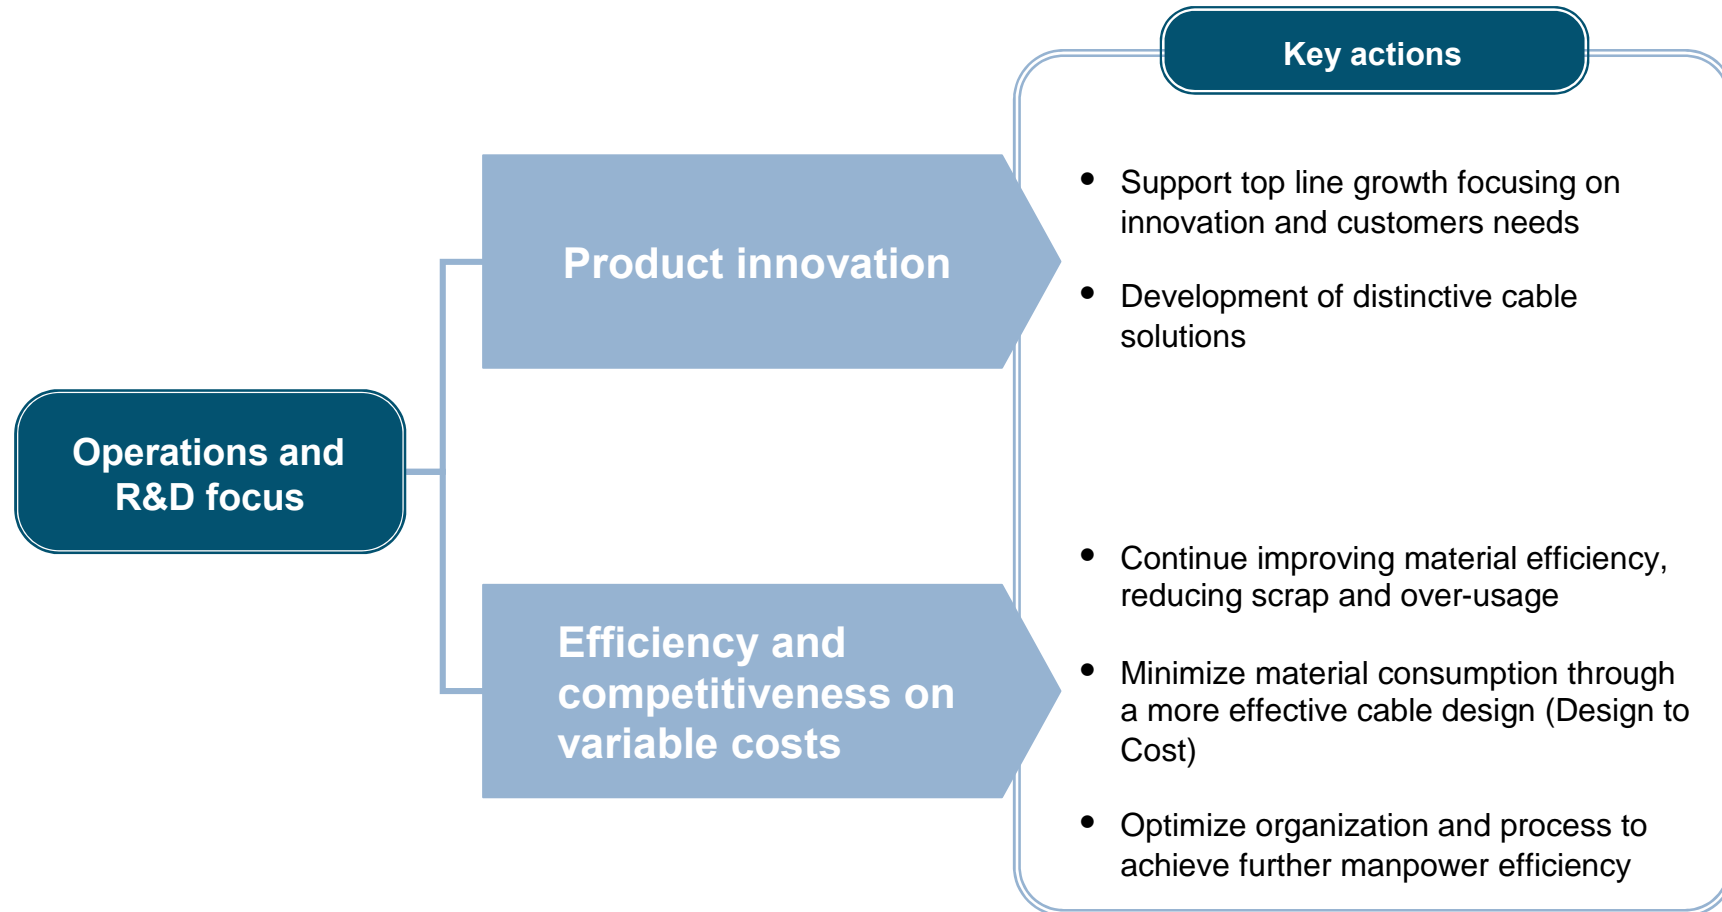 Key actions
Operations and
R&D focus
Product innovation
• Support top line growth focusing on
innovation and customers needs
• Development of distinctive cable
solutions
Efficiency and
competitiveness on
variable costs
• Continue improving material efficiency,
reducing scrap and over-usage
• Minimize material consumption through
a more effective cable design (Design to
Cost)
• Optimize organization and process to
achieve further manpower efficiency